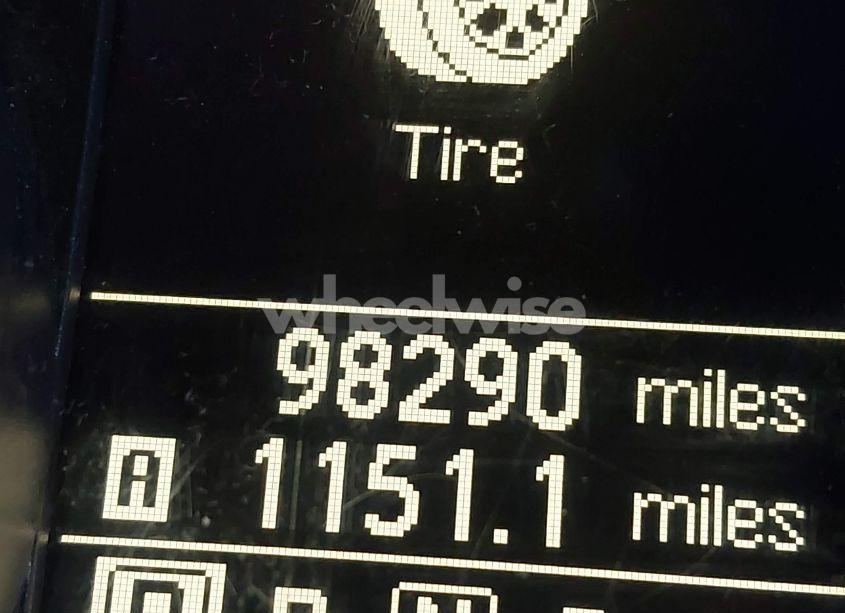 Tire
wheelwise
98290 miles
A 1151.1 miles